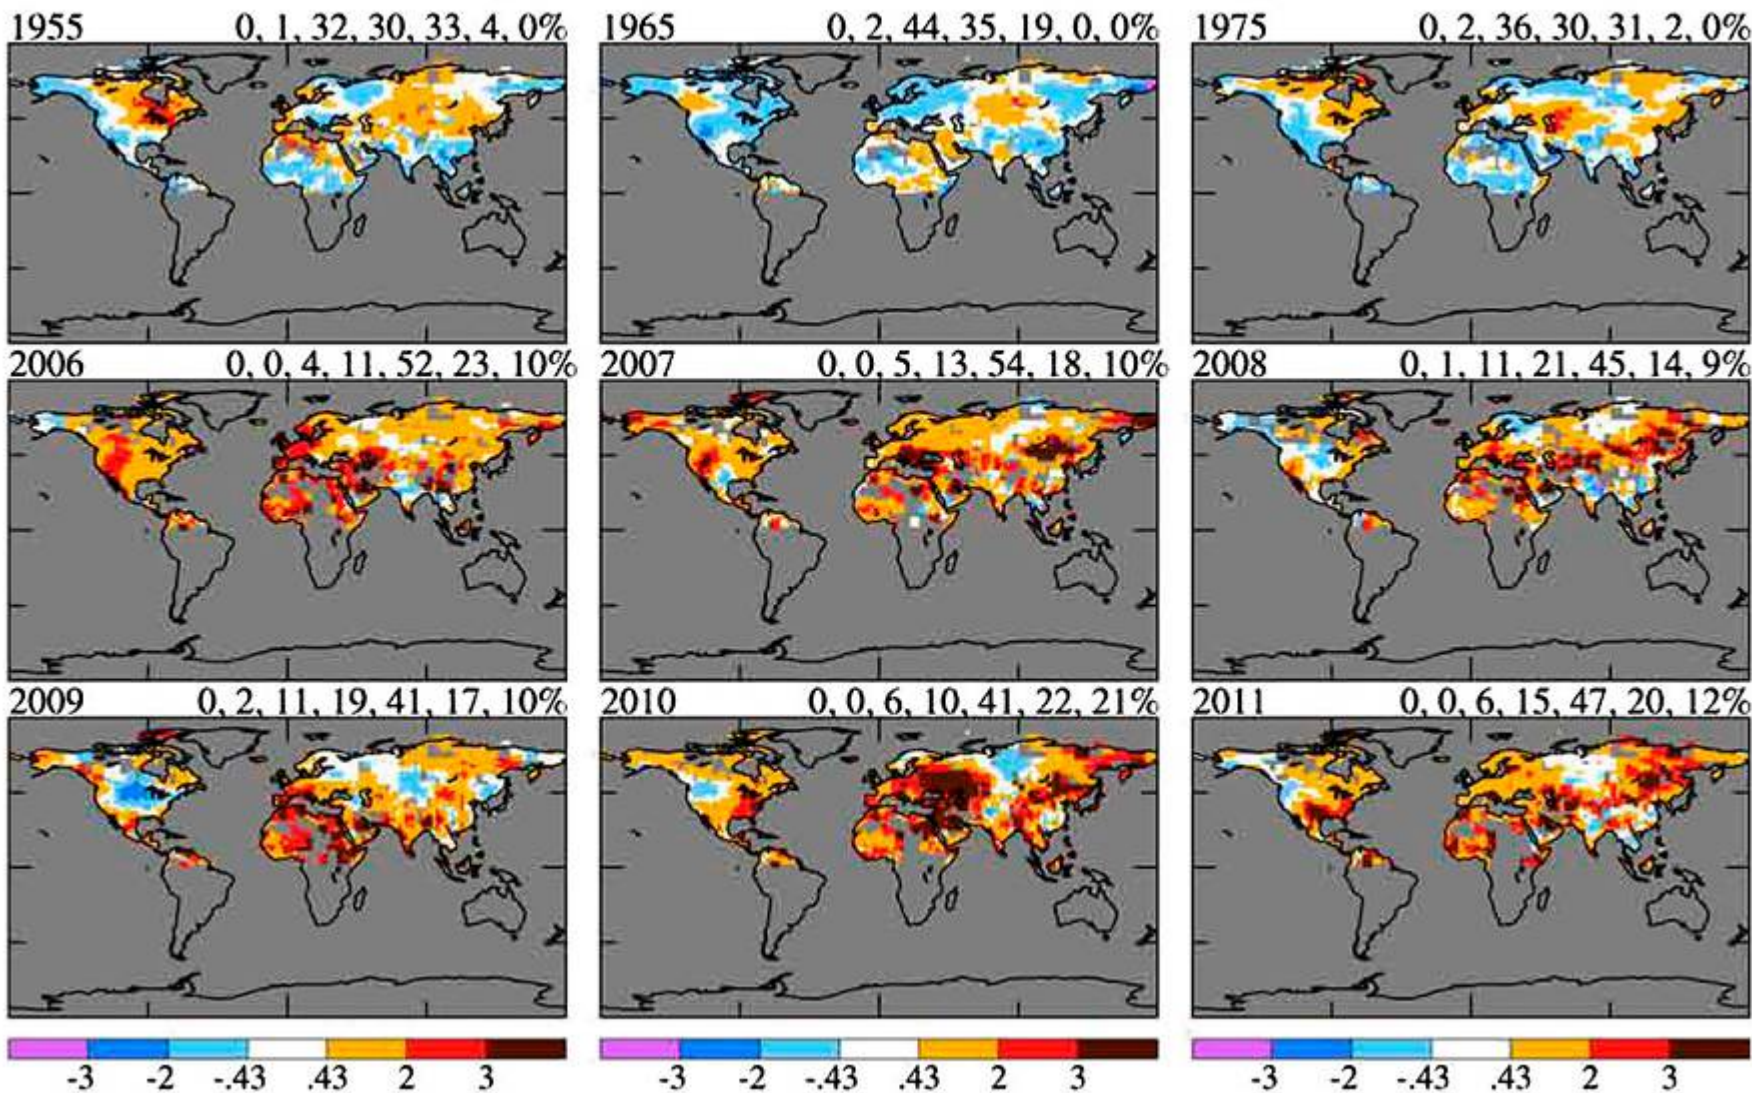 1955 0, 1, 32, 30, 33, 4, 0%
1965 0, 2, 44, 35, 19, 0, 0%
1975 0, 2, 36, 30, 31, 2, 0%
2006 0, 0, 4, 11, 52, 23, 10%
2007 0, 0, 5, 13, 54, 18, 10%
2008 0, 1, 11, 21, 45, 14, 9%
2009 0, 2, 11, 19, 41, 17, 10%
2010 0, 0, 6, 10, 41, 22, 21%
2011 0, 0, 6, 15, 47, 20, 12%
-3 -2 -.43 .43 2 3
-3 -2 -.43 .43 2 3
-3 -2 -.43 .43 2 3